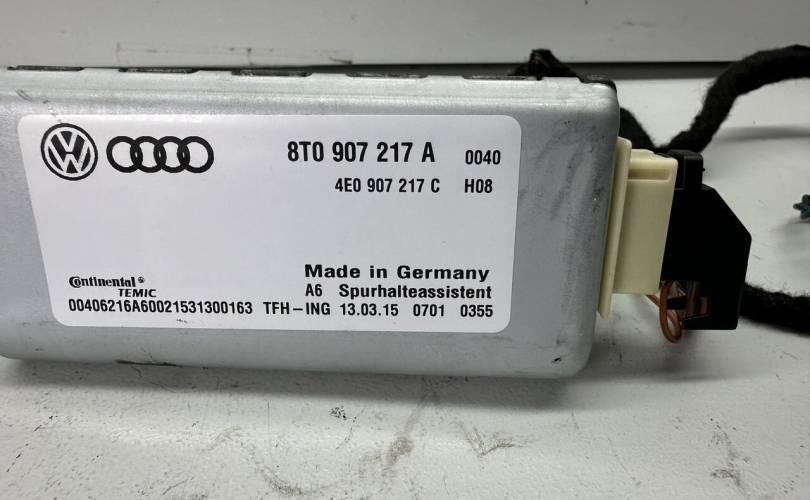 8T0 907 217 A 0040
4E0 907 217 C H08
Made in Germany
Continental®
TEMIC
A6 Spurhalteassistent
00406216A60021531300163 TFH-ING 13.03.15 0701 0355